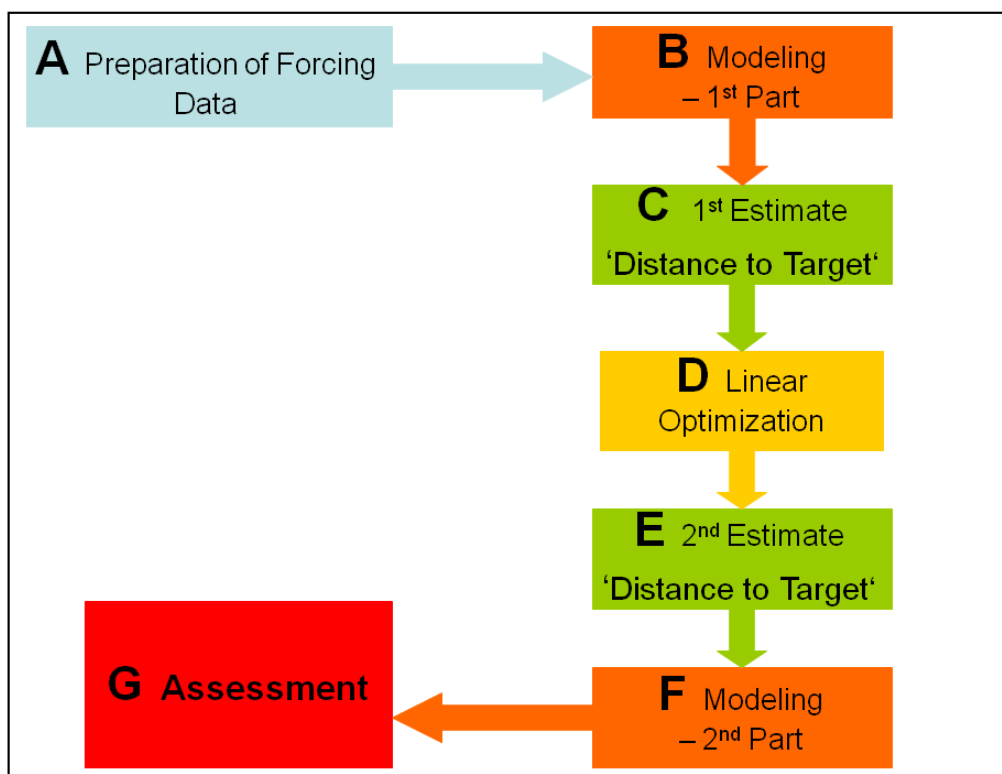 A Preparation of Forcing
Data
B Modeling
– 1st Part
C 1st Estimate
‘Distance to Target‘
D Linear
Optimization
E 2nd Estimate
‘Distance to Target‘
F Modeling
– 2nd Part
G Assessment